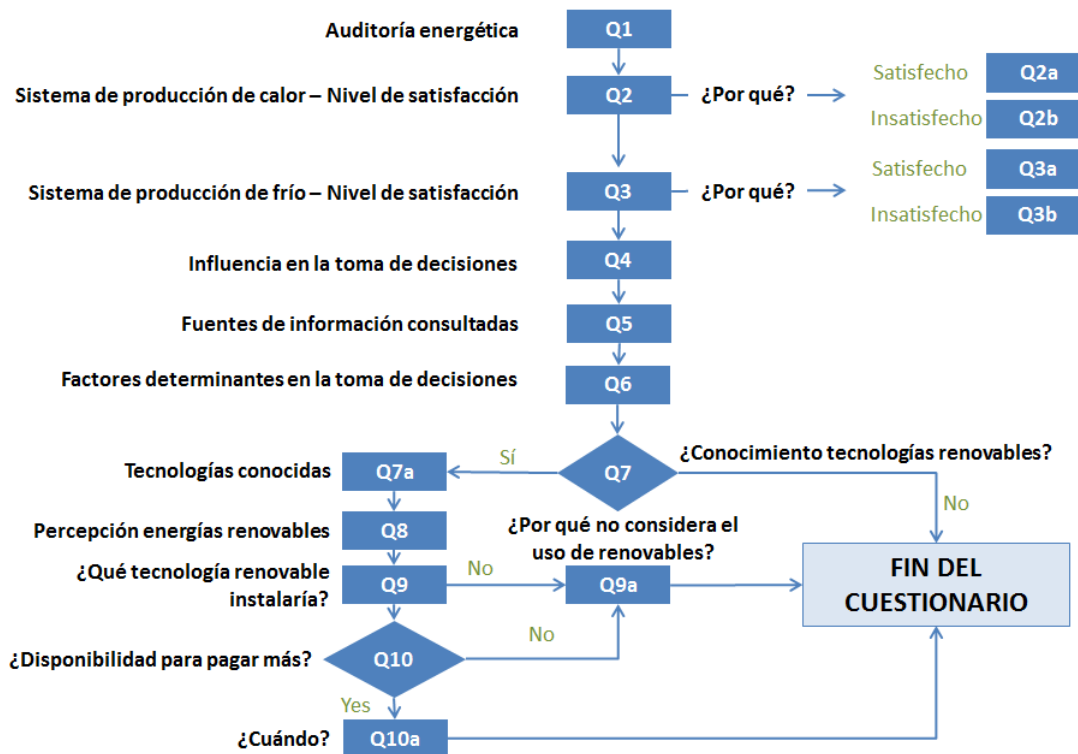 Auditoría energética
Q1
Sistema de producción de calor – Nivel de satisfacción
Q2
¿Por qué?
Satisfecho
Q2a
Insatisfecho
Q2b
Sistema de producción de frío – Nivel de satisfacción
Q3
¿Por qué?
Satisfecho
Q3a
Insatisfecho
Q3b
Influencia en la toma de decisiones
Q4
Fuentes de información consultadas
Q5
Factores determinantes en la toma de decisiones
Q6
¿Conocimiento tecnologías renovables?
Q7
Sí
No
Tecnologías conocidas
Q7a
Percepción energías renovables
Q8
¿Por qué no considera el
uso de renovables?
¿Qué tecnología renovable
instalaría?
Q9
No
Q9a
FIN DEL
CUESTIONARIO
¿Disponibilidad para pagar más?
Q10
No
Yes
¿Cuándo?
Q10a